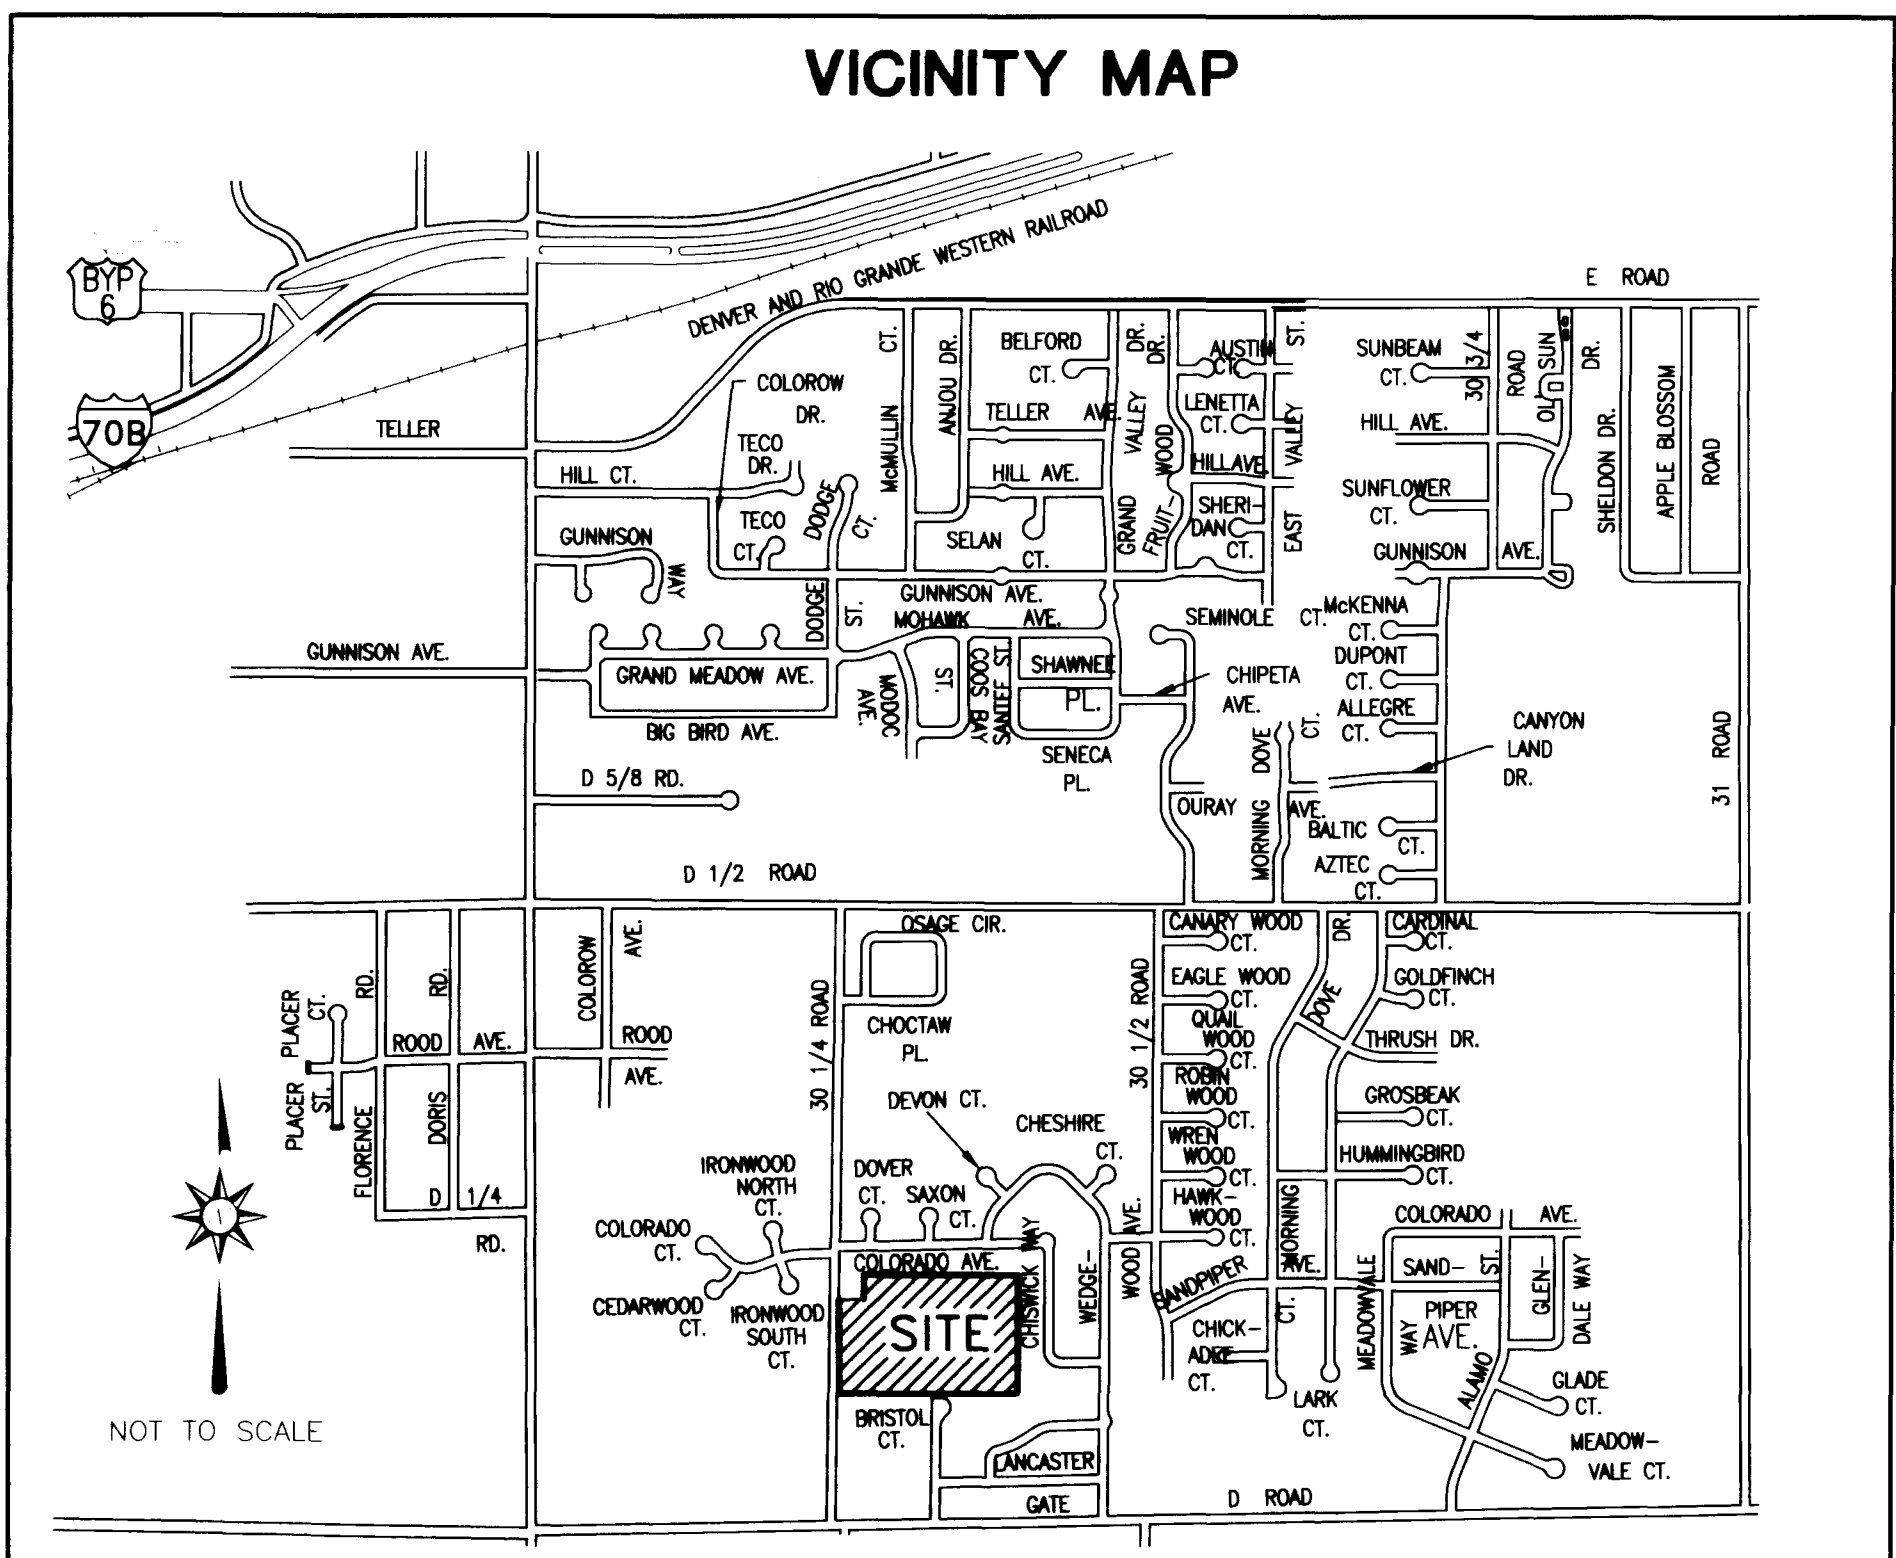 VICINITY MAP
BYP
6
70B
DENVER AND RIO GRANDE WESTERN RAILROAD
E ROAD
TELLER
COLOROW
DR.
TECO
DR.
HILL CT.
GUNNISON
WAY
TECO
CT.
DODGE
CT.
McMULLIN
CT.
ANJOU DR.
BELFORD
CT.
TELLER AVE.
HILL AVE.
SELAN
CT.
GRAND
VALLEY
DR.
FRUIT-
WOOD
DR.
AUSTIN
CT.
LENETTA
CT.
HILL AVE.
SHERI-
DAN
CT.
EAST
VALLEY
ST.
SUNBEAM
CT.
HILL AVE.
SUNFLOWER
CT.
GUNNISON AVE.
30 3/4
ROAD
OL' SUN
DR.
SHELDON DR.
APPLE BLOSSOM
ROAD
GUNNISON AVE.
GUNNISON AVE.
MOHAWK AVE.
DODGE
ST.
GRAND MEADOW AVE.
BIG BIRD AVE.
MODOC
AVE.
ST.
COOS BAY
SANTEE ST.
SHAWNEE
PL.
SENECA
PL.
SEMINOLE CT.
CHIPETA
AVE.
McKENNA
CT.
DUPONT
CT.
ALLEGRE
CT.
CANYON
LAND
DR.
31 ROAD
D 5/8 RD.
OURAY AVE.
MORNING DOVE
CT.
BALTIC
CT.
AZTEC
CT.
D 1/2 ROAD
PLACER
CT.
PLACER
ST.
FLORENCE
RD.
DORIS
RD.
ROOD AVE.
COLOROW
AVE.
ROOD
AVE.
D 1/4
RD.
30 1/4 ROAD
OSAGE CIR.
CHOCTAW
PL.
30 1/2 ROAD
CANARY WOOD
CT.
EAGLE WOOD
CT.
QUAIL
WOOD
CT.
ROBIN
WOOD
CT.
WREN
WOOD
CT.
HAWK-
WOOD
CT.
MORNING
DOVE
DR.
CARDINAL
CT.
GOLDFINCH
CT.
THRUSH DR.
GROSBEAK
CT.
HUMMINGBIRD
CT.
DEVON CT.
CHESHIRE
CT.
DOVER
CT.
SAXON
CT.
IRONWOOD
NORTH
CT.
COLORADO
CT.
CEDARWOOD
CT.
IRONWOOD
SOUTH
CT.
COLORADO AVE.
SITE
CHISWICK WAY
WEDGE-
WOOD AVE.
SANDPIPER AVE.
CHICK-
ADEE
CT.
CT.
LARK
CT.
COLORADO AVE.
MEADOWVALE
WAY
SAND-
PIPER
AVE.
ALAMO
ST.
GLEN-
DALE WAY
GLADE
CT.
MEADOW-
VALE CT.
BRISTOL
CT.
LANCASTER
GATE
D ROAD
NOT TO SCALE